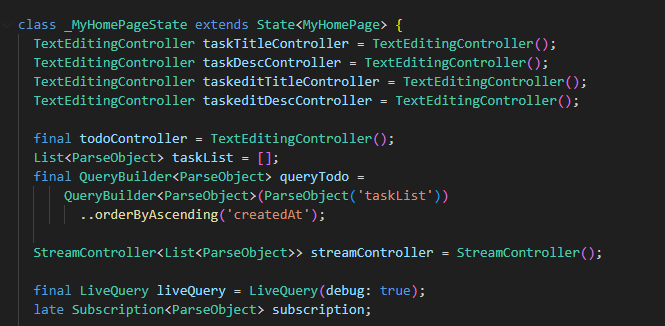 class _MyHomePageState extends State<MyHomePage> {
TextEditingController taskTitleController = TextEditingController();
TextEditingController taskDescController = TextEditingController();
TextEditingController taskeditTitleController = TextEditingController();
TextEditingController taskeditDescController = TextEditingController();
final todoController = TextEditingController();
List<ParseObject> taskList = [];
final QueryBuilder<ParseObject> queryTodo =
QueryBuilder<ParseObject>(ParseObject('taskList'))
..orderByAscending('createdAt');
StreamController<List<ParseObject>> streamController = StreamController();
final LiveQuery liveQuery = LiveQuery(debug: true);
late Subscription<ParseObject> subscription;